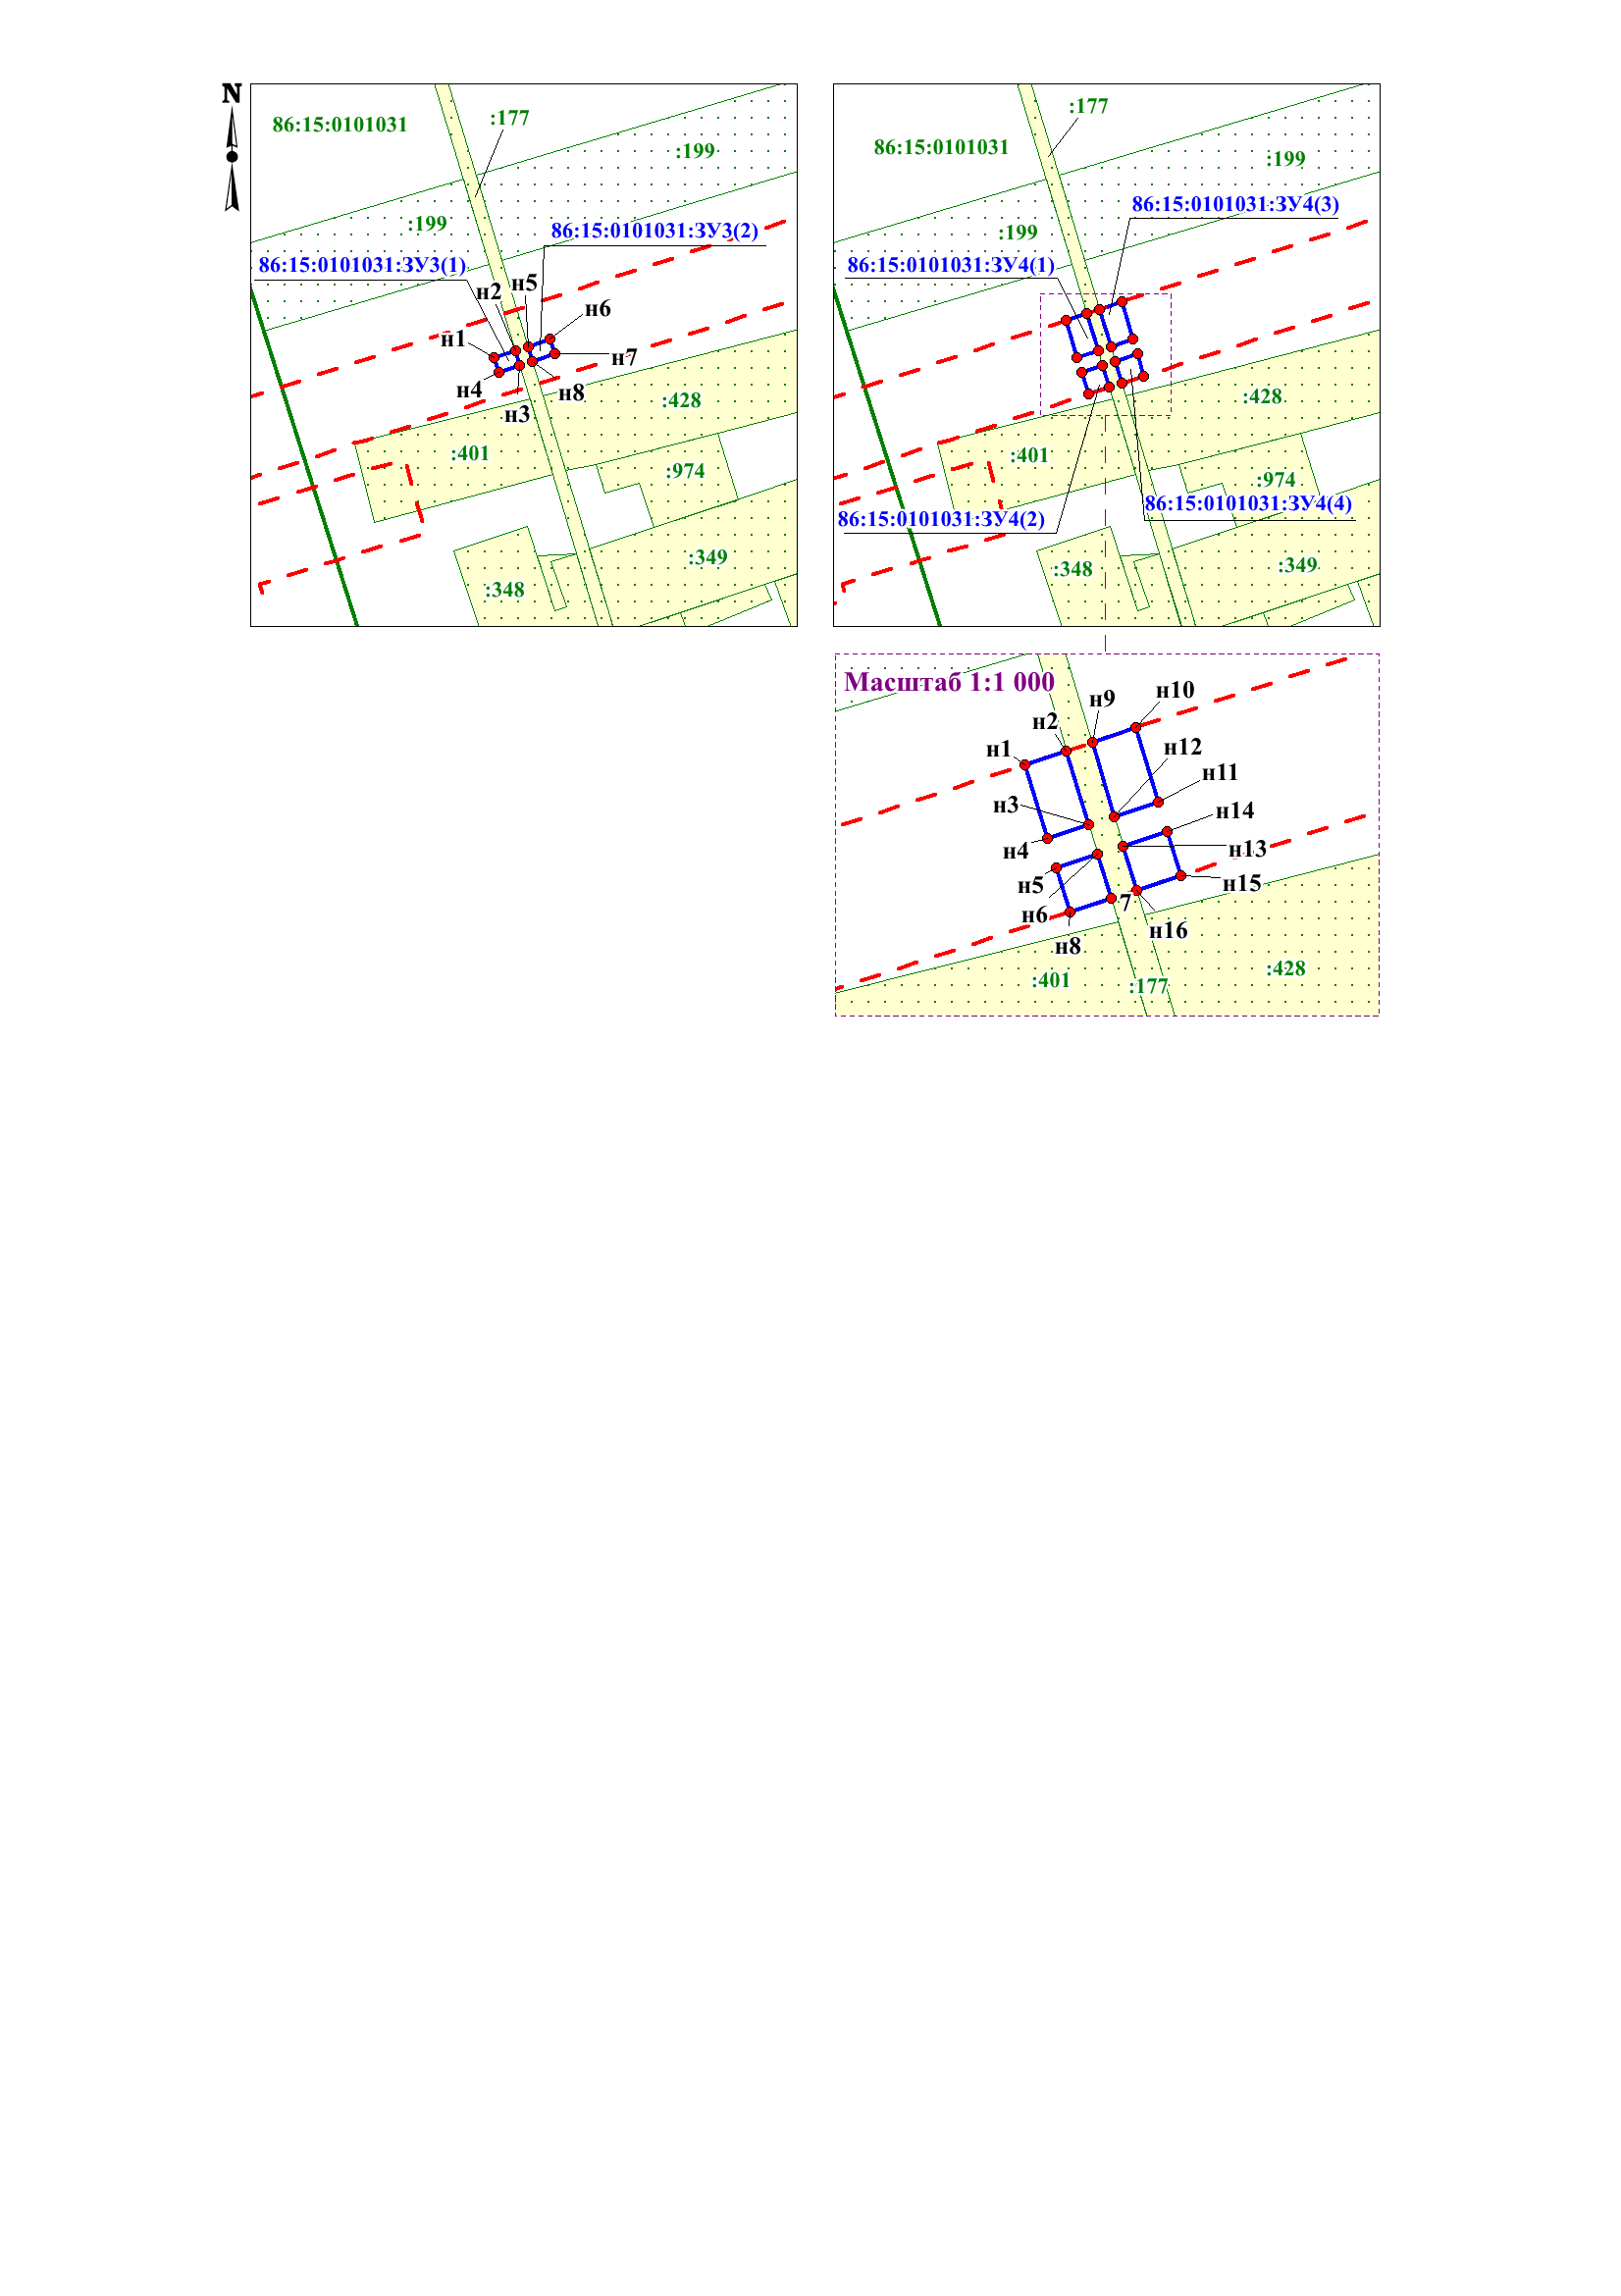 N
86:15:0101031
:177
:199
:199
86:15:0101031:ЗУ3(2)
86:15:0101031:ЗУ3(1)
н5
н2
н6
н1
н7
н4
н8
н3
:428
:401
:974
:349
:348
:177
86:15:0101031
:199
86:15:0101031:ЗУ4(3)
:199
86:15:0101031:ЗУ4(1)
:428
:401
:974
86:15:0101031:ЗУ4(4)
86:15:0101031:ЗУ4(2)
:348
:349
Масштаб 1:1 000
н10
н9
н2
н1
н12
н11
н3
н14
н4
н13
н5
н15
7
н6
н16
н8
:428
:401
:177